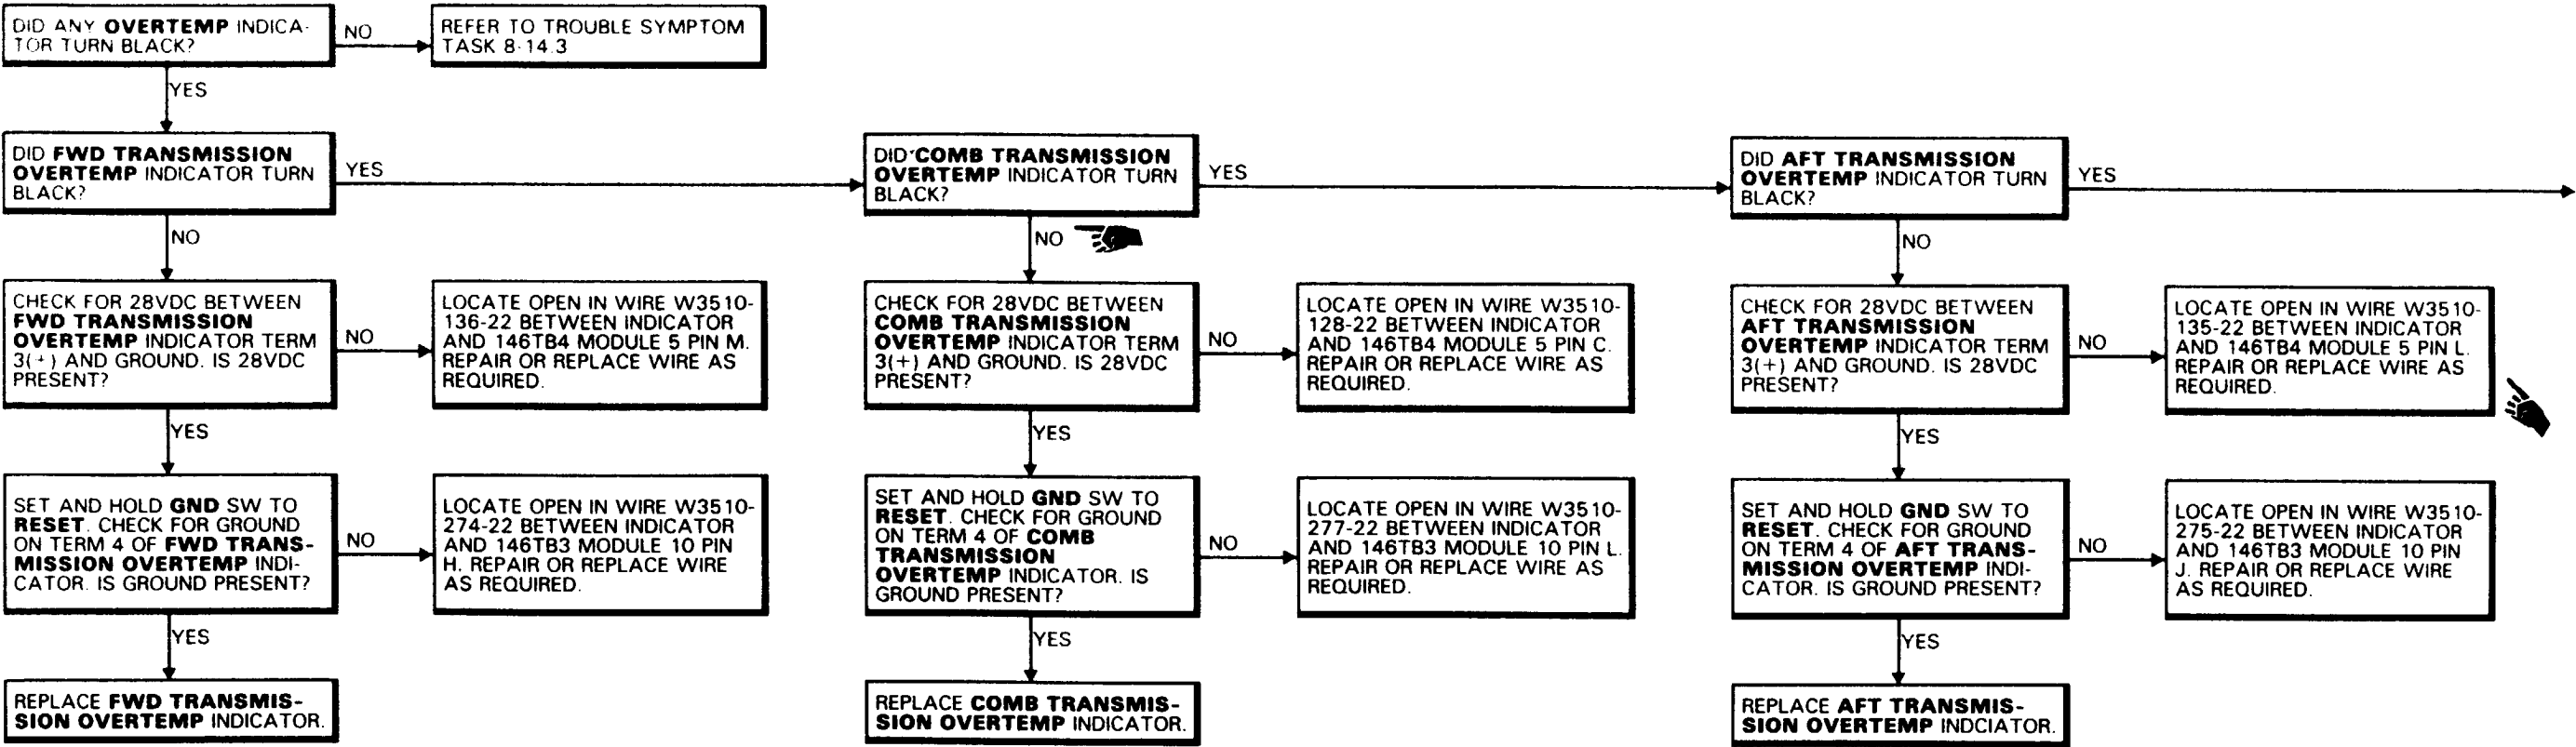 DID ANY OVERTEMP INDICA-
TOR TURN BLACK?
NO
REFER TO TROUBLE SYMPTOM
TASK 8-14.3
YES
DID FWD TRANSMISSION
OVERTEMP INDICATOR TURN
BLACK?
YES
DID COMB TRANSMISSION
OVERTEMP INDICATOR TURN
BLACK?
YES
DID AFT TRANSMISSION
OVERTEMP INDICATOR TURN
BLACK?
YES
NO
NO
NO
CHECK FOR 28VDC BETWEEN
FWD TRANSMISSION
OVERTEMP INDICATOR TERM
3(+) AND GROUND. IS 28VDC
PRESENT?
NO
LOCATE OPEN IN WIRE W3510-
136-22 BETWEEN INDICATOR
AND 146TB4 MODULE 5 PIN M.
REPAIR OR REPLACE WIRE AS
REQUIRED.
CHECK FOR 28VDC BETWEEN
COMB TRANSMISSION
OVERTEMP INDICATOR TERM
3(+) AND GROUND. IS 28VDC
PRESENT?
NO
LOCATE OPEN IN WIRE W3510-
128-22 BETWEEN INDICATOR
AND 146TB4 MODULE 5 PIN C.
REPAIR OR REPLACE WIRE AS
REQUIRED.
CHECK FOR 28VDC BETWEEN
AFT TRANSMISSION
OVERTEMP INDICATOR TERM
3(+) AND GROUND. IS 28VDC
PRESENT?
NO
LOCATE OPEN IN WIRE W3510-
135-22 BETWEEN INDICATOR
AND 146TB4 MODULE 5 PIN L.
REPAIR OR REPLACE WIRE AS
REQUIRED.
YES
YES
YES
SET AND HOLD GND SW TO
RESET. CHECK FOR GROUND
ON TERM 4 OF FWD TRANS-
MISSION OVERTEMP INDI-
CATOR. IS GROUND PRESENT?
NO
LOCATE OPEN IN WIRE W3510-
274-22 BETWEEN INDICATOR
AND 146TB3 MODULE 10 PIN
H. REPAIR OR REPLACE WIRE
AS REQUIRED.
SET AND HOLD GND SW TO
RESET. CHECK FOR GROUND
ON TERM 4 OF COMB
TRANSMISSION
OVERTEMP INDICATOR. IS
GROUND PRESENT?
NO
LOCATE OPEN IN WIRE W3510-
277-22 BETWEEN INDICATOR
AND 146TB3 MODULE 10 PIN L.
REPAIR OR REPLACE WIRE AS
REQUIRED.
SET AND HOLD GND SW TO
RESET. CHECK FOR GROUND
ON TERM 4 OF AFT TRANS-
MISSION OVERTEMP INDI-
CATOR. IS GROUND PRESENT?
NO
LOCATE OPEN IN WIRE W3510-
275-22 BETWEEN INDICATOR
AND 146TB3 MODULE 10 PIN
J. REPAIR OR REPLACE WIRE
AS REQUIRED.
YES
YES
YES
REPLACE FWD TRANSMIS-
SION OVERTEMP INDICATOR.
REPLACE COMB TRANSMIS-
SION OVERTEMP INDICATOR.
REPLACE AFT TRANSMIS-
SION OVERTEMP INDCIATOR.